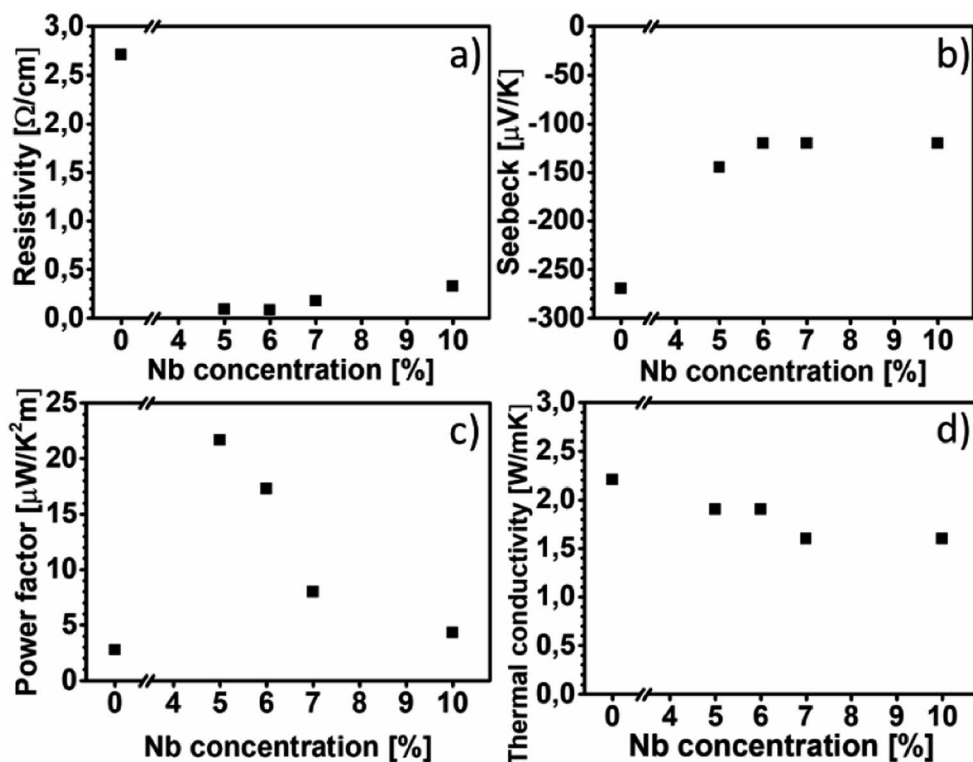 a)
Resistivity [Ω/cm]
3,0
2,5
2,0
1,5
1,0
0,5
0,0
0 4 5 6 7 8 9 10
Nb concentration [%]
b)
Seebeck [μV/K]
-0
-50
-100
-150
-200
-250
-300
0 4 5 6 7 8 9 10
Nb concentration [%]
c)
Power factor [μW/K²m]
25
20
15
10
5
0
0 4 5 6 7 8 9 10
Nb concentration [%]
d)
Thermal conductivity [W/mK]
3,0
2,5
2,0
1,5
1,0
0,5
0,0
0 4 5 6 7 8 9 10
Nb concentration [%]